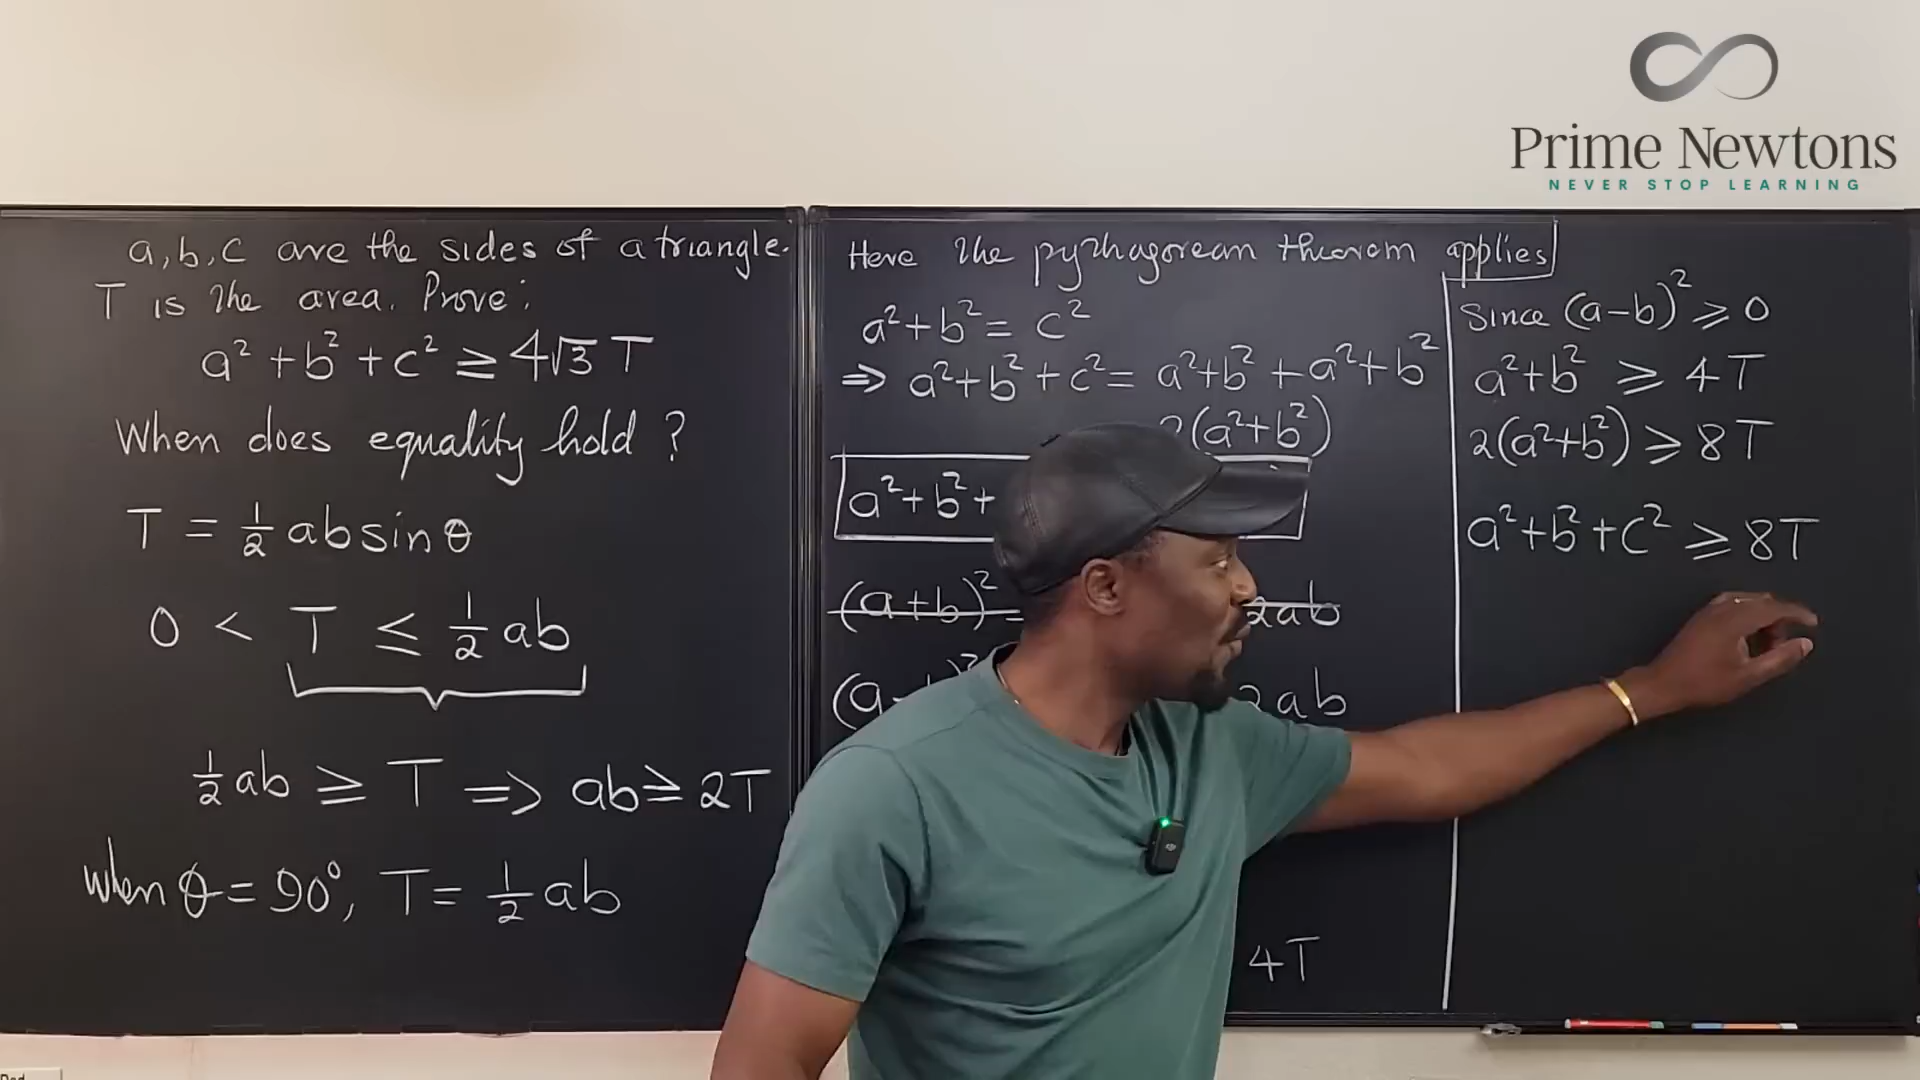 Prime Newtons
NEVER STOP LEARNING
a, b, c are the sides of a triangle.
T is the area. Prove:
a² + b² + c² ≥ 4√3 T
When does equality hold?
T = ½ ab sin θ
0 < T ≤ ½ ab
½ ab ≥ T => ab ≥ 2T
when θ = 90°, T = ½ ab
Here the pythagorean theorem applies
a² + b² = c²
=> a² + b² + c² = a² + b² + a² + b²
2(a² + b²)
a² + b² +
(a + b)² = 2ab
(a - 2ab
4T
Since (a - b)² ≥ 0
a² + b² ≥ 4T
2(a² + b²) ≥ 8T
a² + b² + c² ≥ 8T